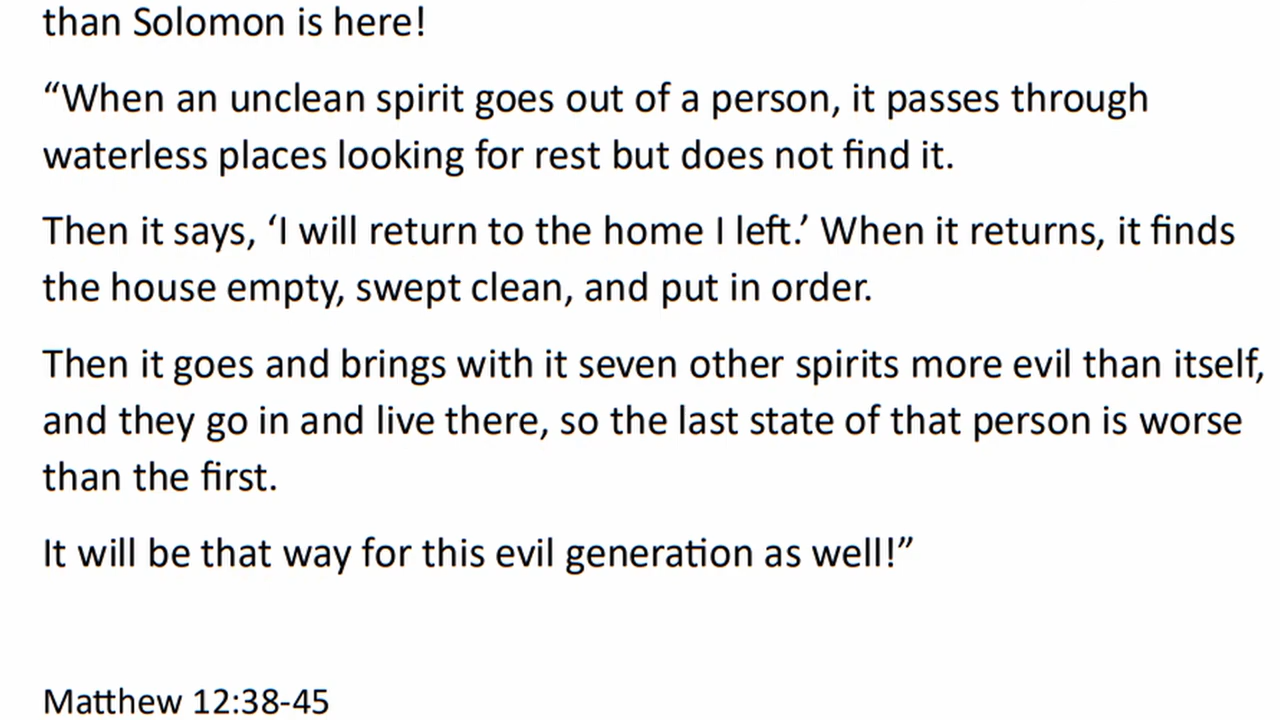 than Solomon is here!
“When an unclean spirit goes out of a person, it passes through
waterless places looking for rest but does not find it.
Then it says, ‘I will return to the home I left.’ When it returns, it finds
the house empty, swept clean, and put in order.
Then it goes and brings with it seven other spirits more evil than itself,
and they go in and live there, so the last state of that person is worse
than the first.
It will be that way for this evil generation as well!”
Matthew 12:38-45